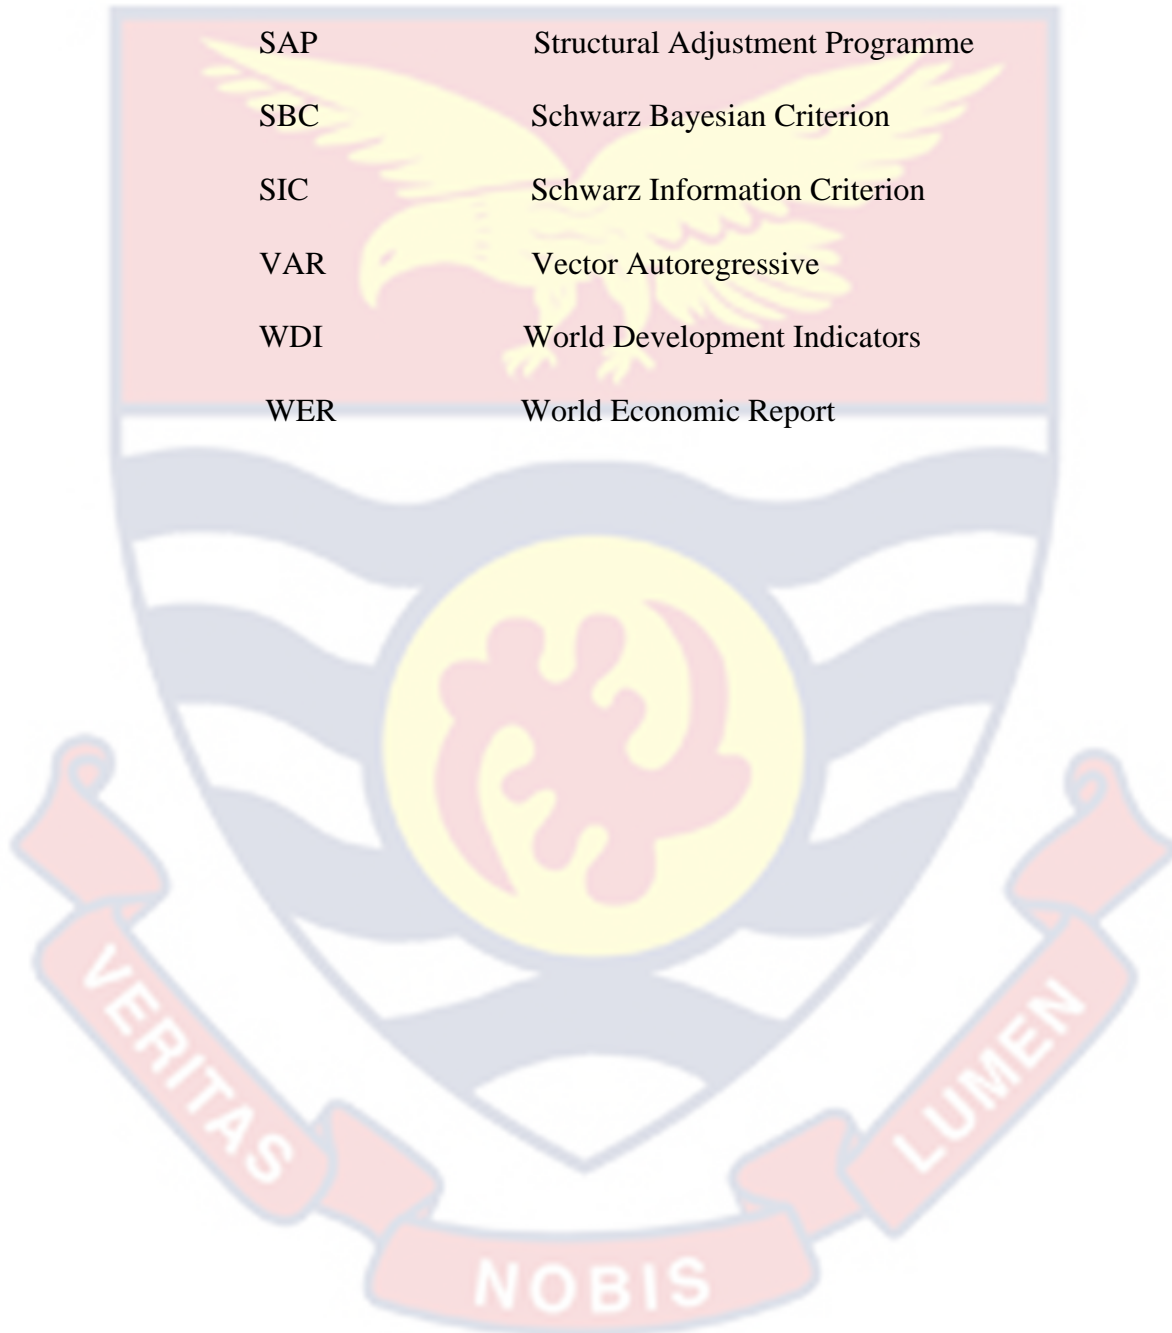 SAP Structural Adjustment Programme
SBC Schwarz Bayesian Criterion
SIC Schwarz Information Criterion
VAR Vector Autoregressive
WDI World Development Indicators
WER World Economic Report
VERITAS
NOBIS
LUMEN